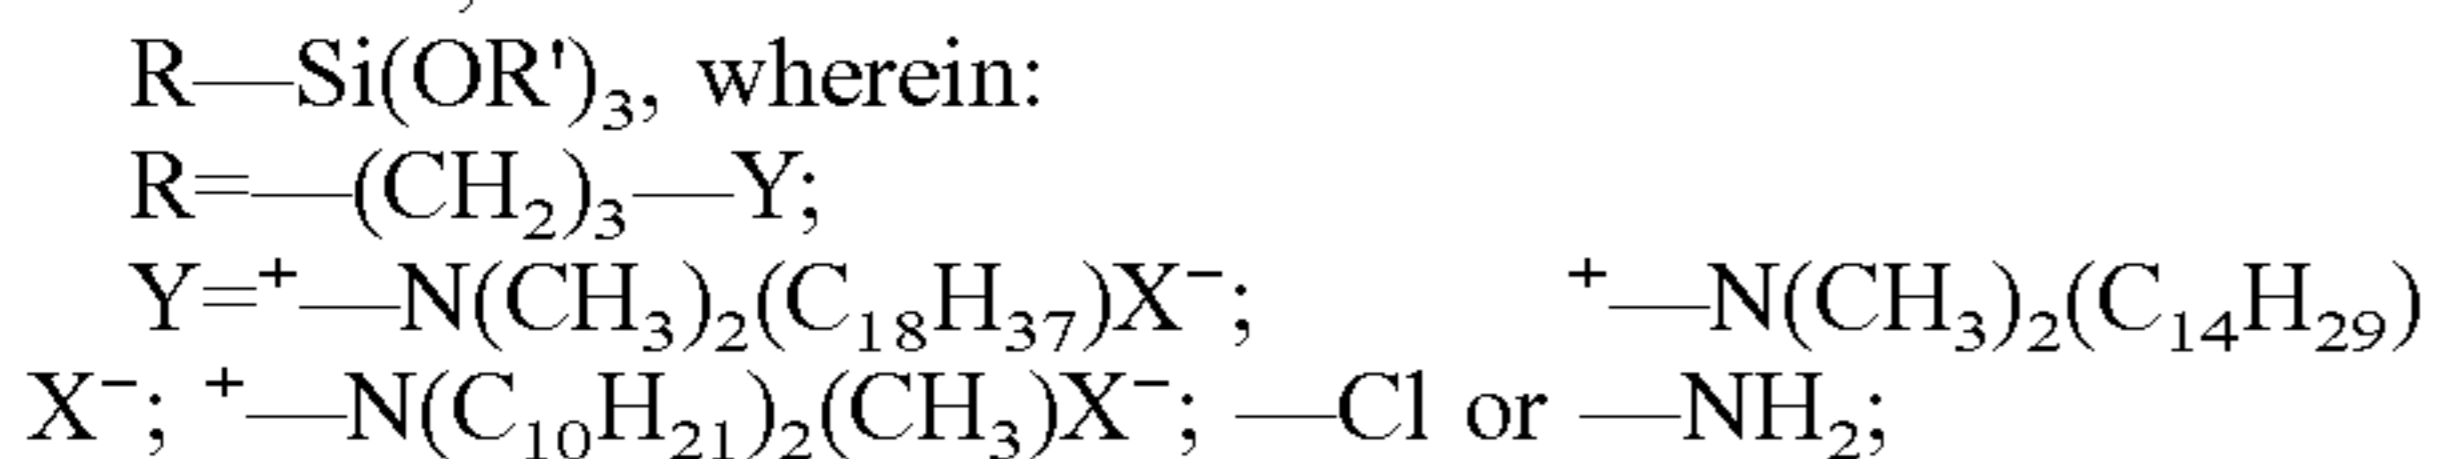 R—Si(OR')₃, wherein:
R=—(CH₂)₃—Y;
Y=⁺—N(CH₃)₂(C₁₈H₃₇)X⁻; ⁺—N(CH₃)₂(C₁₄H₂₉)
X⁻; ⁺—N(C₁₀H₂₁)₂(CH₃)X⁻; —Cl or —NH₂;